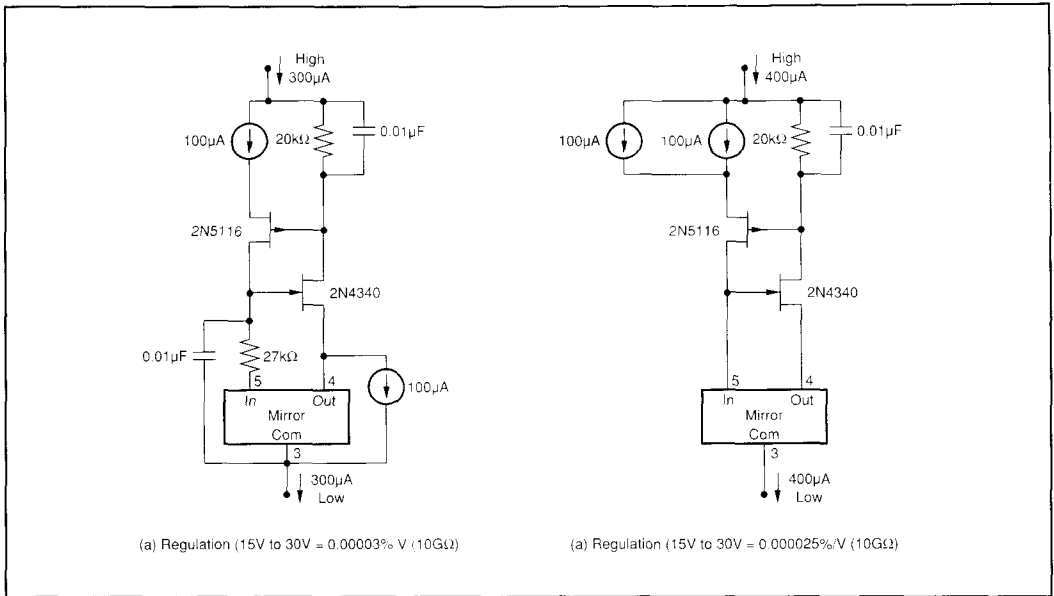 High
300µA
100µA
20kΩ
0.01µF
2N5116
2N4340
0.01µF
27kΩ
5
4
100µA
In
Out
Mirror
Com
3
300µA
Low
(a) Regulation (15V to 30V = 0.00003% V (10GΩ)
High
400µA
100µA
100µA
20kΩ
0.01µF
2N5116
2N4340
5
4
In
Out
Mirror
Com
3
400µA
Low
(a) Regulation (15V to 30V = 0.000025%/V (10GΩ)